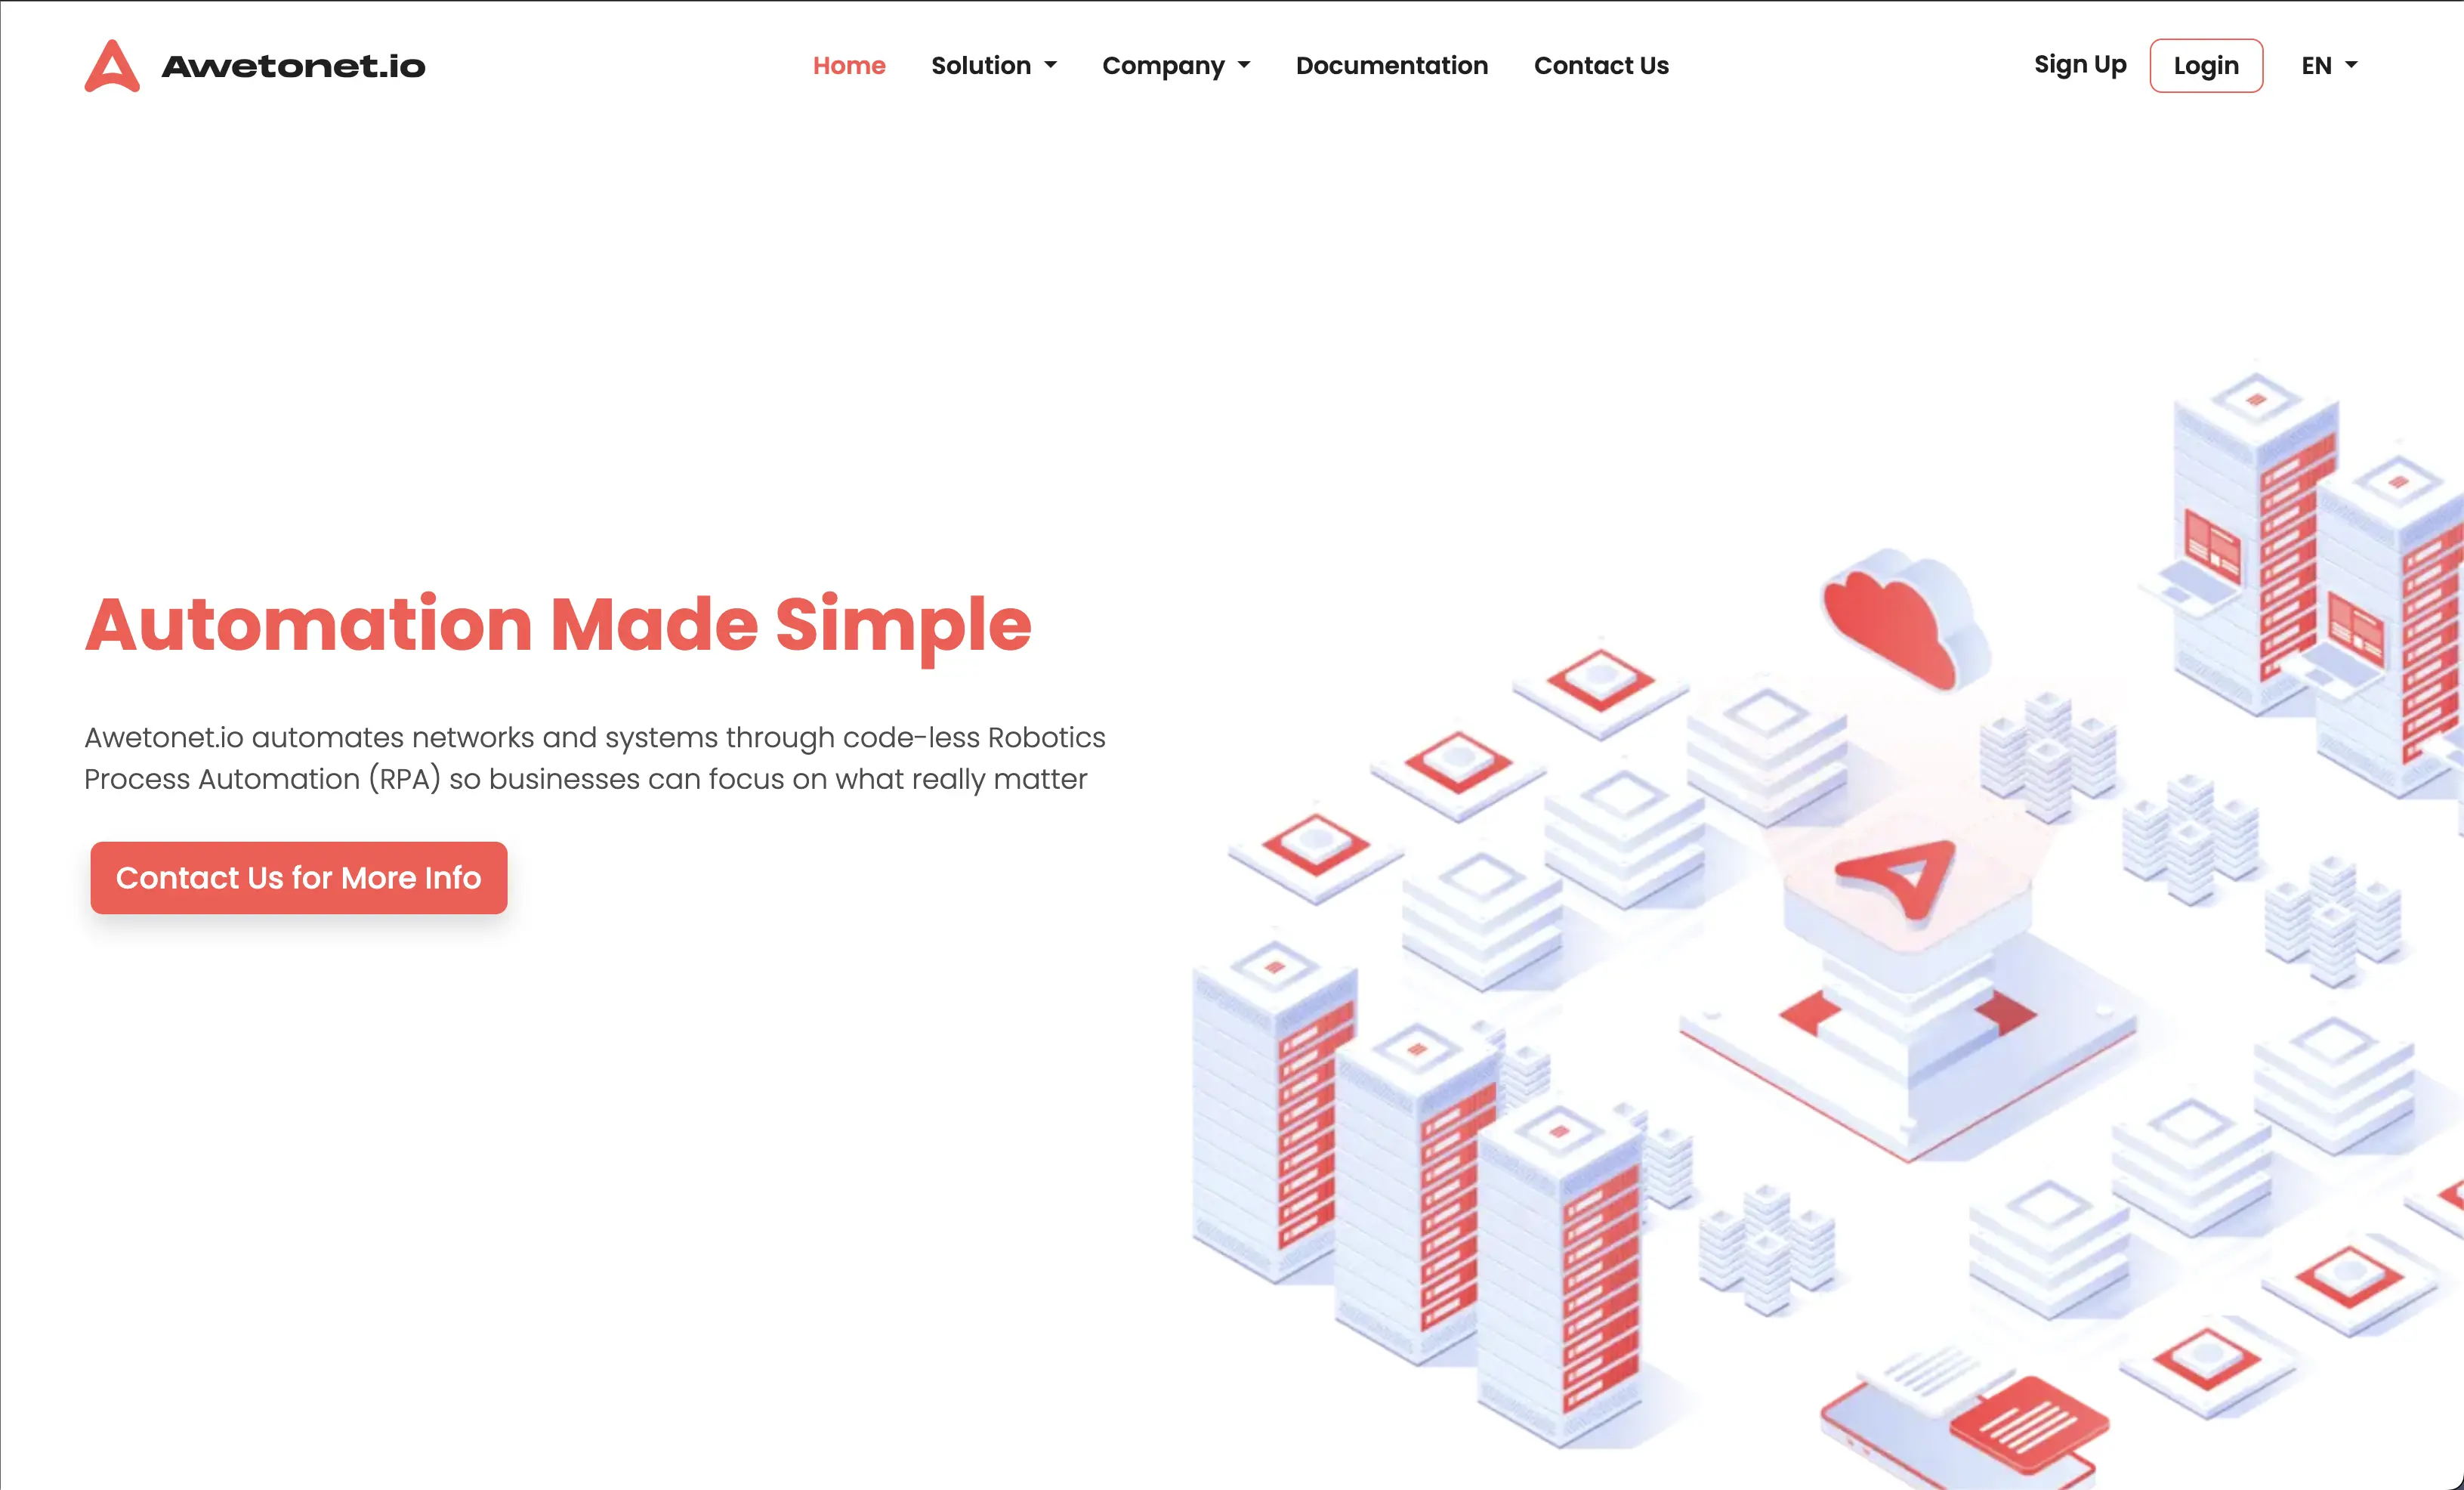 Awetonet.io
Home Solution Company Documentation Contact Us
Sign Up Login EN
Automation Made Simple
Awetonet.io automates networks and systems through code-less Robotics
Process Automation (RPA) so businesses can focus on what really matter
Contact Us for More Info